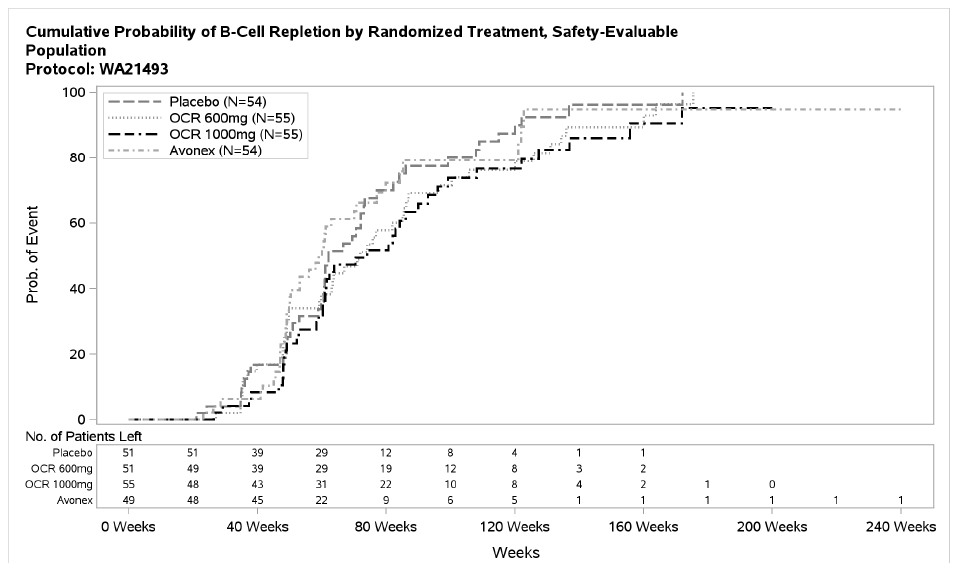 Cumulative Probability of B-Cell Repletion by Randomized Treatment, Safety-Evaluable
Population
Protocol: WA21493
100
80
60
40
20
0
Prob. of Event
Placebo (N=54)
OCR 600mg (N=55)
OCR 1000mg (N=55)
Avonex (N=54)
No. of Patients Left
Placebo 51 51 39 29 12 8 4 1 1
OCR 600mg 51 49 39 29 19 12 8 3 2
OCR 1000mg 55 48 43 31 22 10 8 4 2 1 0
Avonex 49 48 45 22 9 6 5 1 1 1 1 1 1
0 Weeks 40 Weeks 80 Weeks 120 Weeks 160 Weeks 200 Weeks 240 Weeks
Weeks